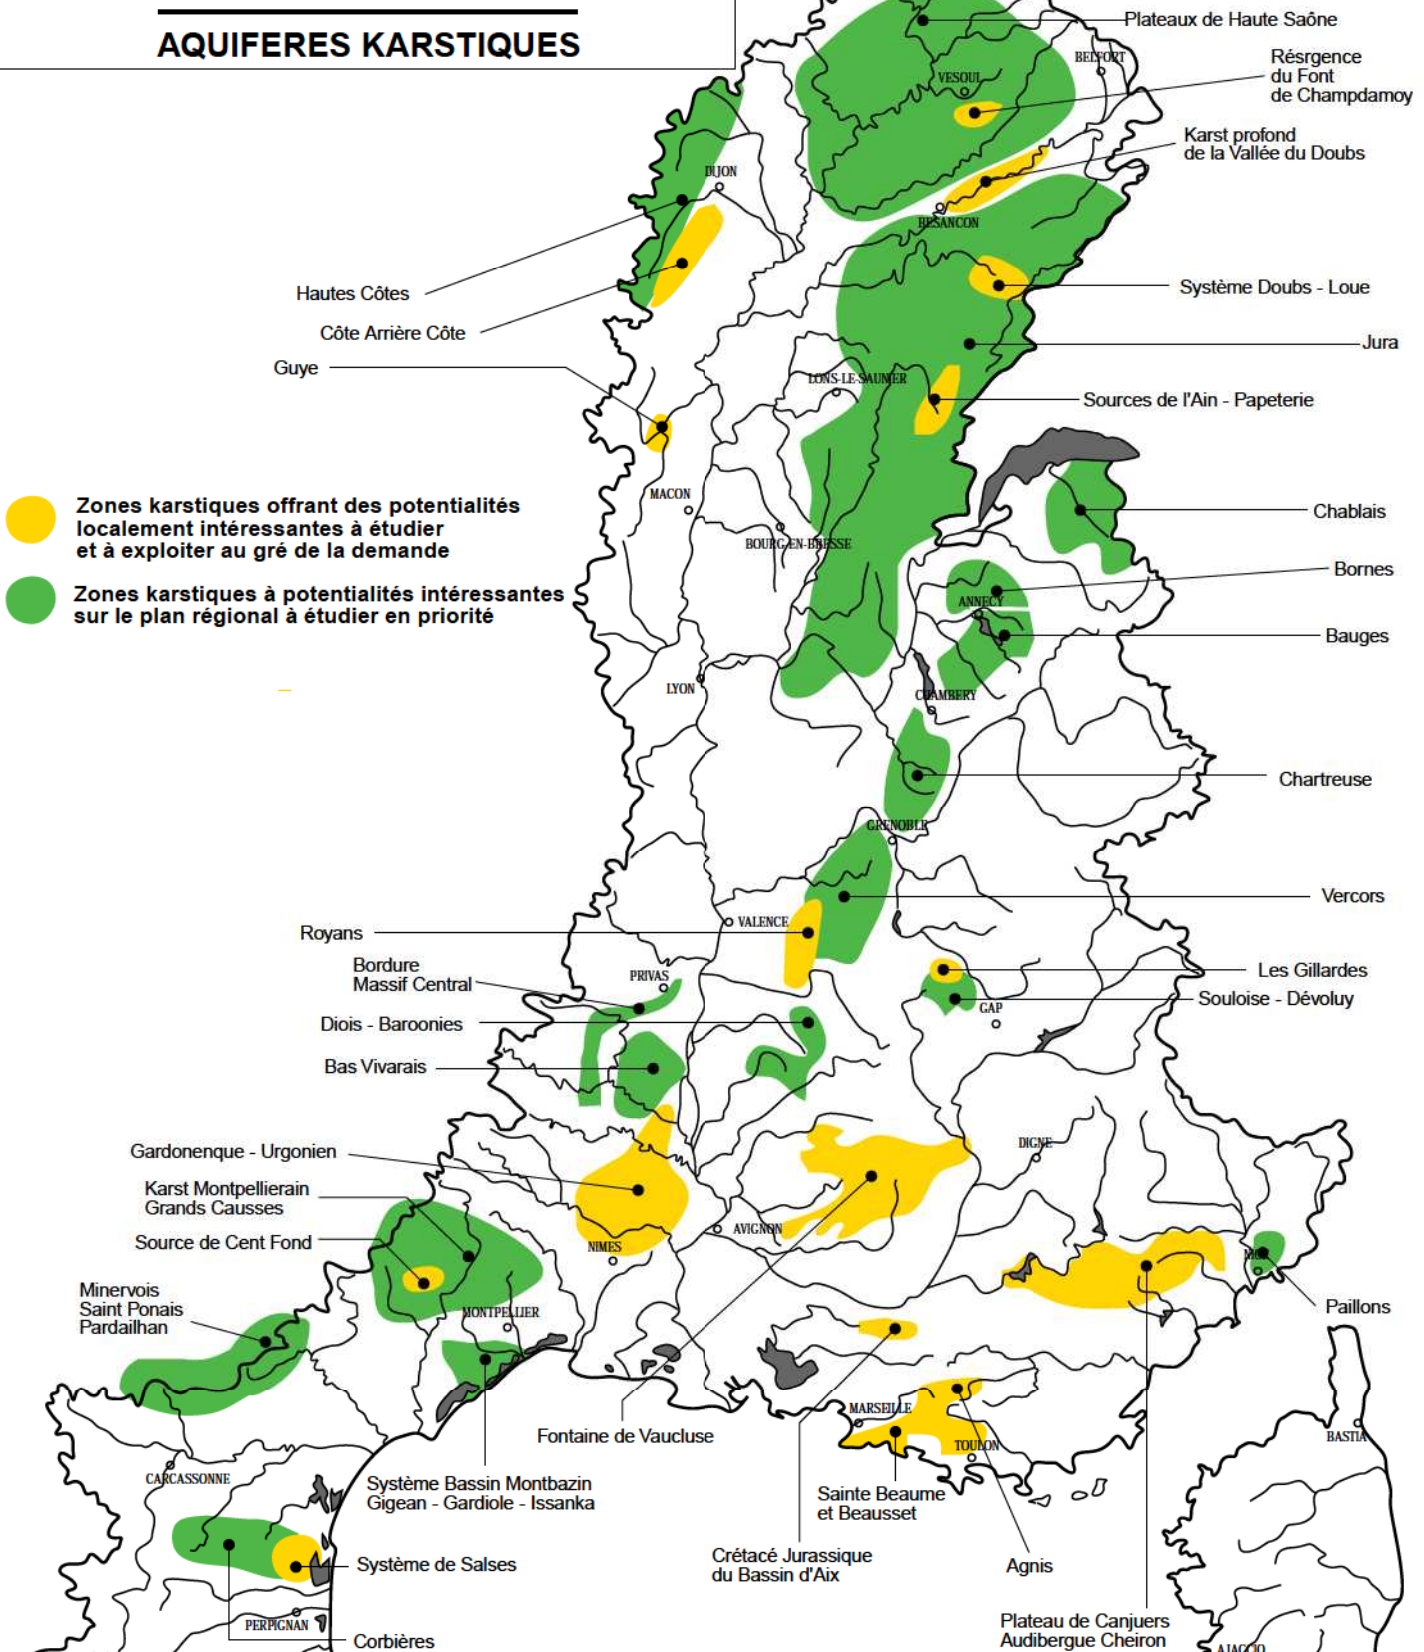 AQUIFERES KARSTIQUES
Plateaux de Haute Saône
BELFORT
Résrgence
du Font
de Champdamoy
VESOUL
Karst profond
de la Vallée du Doubs
DIJON
BESANCON
Hautes Côtes
Système Doubs - Loue
Côte Arrière Côte
Jura
Guye
LONS-LE-SAUNIER
Sources de l'Ain - Papeterie
Zones karstiques offrant des potentialités
localement intéressantes à étudier
et à exploiter au gré de la demande
MACON
Chablais
BOURG-EN-BRESSE
Zones karstiques à potentialités intéressantes
sur le plan régional à étudier en priorité
Bornes
ANNECY
Bauges
LYON
CHAMBERY
Chartreuse
GRENOBLE
Vercors
VALENCE
Royans
Bordure
Massif Central
PRIVAS
Les Gillardes
Souloise - Dévoluy
GAP
Diois - Baroonies
Bas Vivarais
Gardonenque - Urgonien
DIGNE
Karst Montpellierain
Grands Causses
AVIGNON
Source de Cent Fond
NIMES
NICE
Minervois
Saint Ponais
Pardailhan
MONTPELLIER
Paillons
MARSEILLE
Fontaine de Vaucluse
TOULON
BASTIA
CARCASSONNE
Système Bassin Montbazin
Gigean - Gardiole - Issanka
Sainte Beaume
et Beausset
Crétacé Jurassique
du Bassin d'Aix
Agnis
Système de Salses
PERPIGNAN
Corbières
Plateau de Canjuers
Audibergue Cheiron
AJACCIO